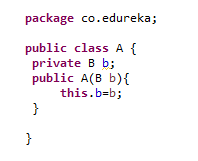 package co.edureka;
public class A {
private B b;
public A(B b){
this.b=b;
}
}